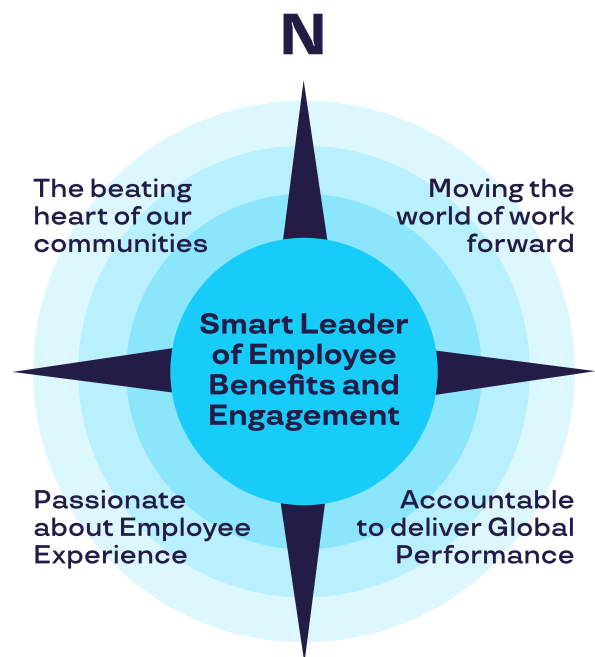 N
The beating
heart of our
communities
Moving the
world of work
forward
Smart Leader
of Employee
Benefits and
Engagement
Passionate
about Employee
Experience
Accountable
to deliver Global
Performance